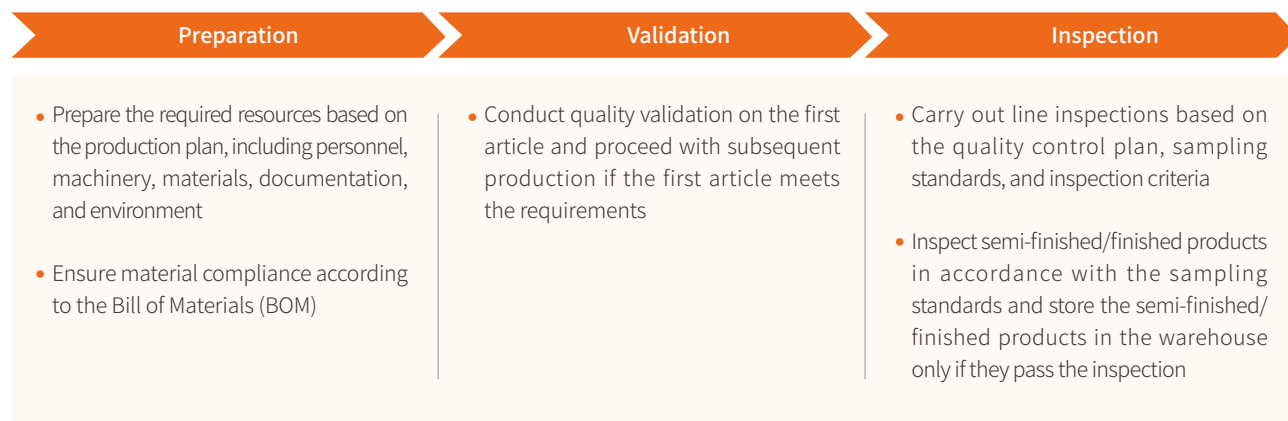 Preparation
Prepare the required resources based on
the production plan, including personnel,
machinery, materials, documentation,
and environment
Ensure material compliance according
to the Bill of Materials (BOM)
Validation
Conduct quality validation on the first
article and proceed with subsequent
production if the first article meets
the requirements
Inspection
Carry out line inspections based on
the quality control plan, sampling
standards, and inspection criteria
Inspect semi-finished/finished products
in accordance with the sampling
standards and store the semi-finished/
finished products in the warehouse
only if they pass the inspection